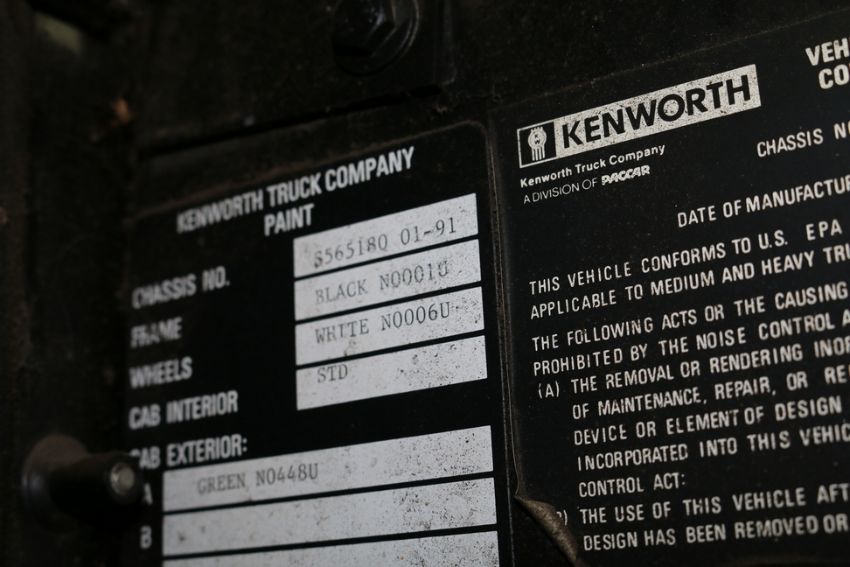 KENWORTH TRUCK COMPANY
PAINT
CHASSIS NO. S565180 01-91
FRAME BLACK N0001U
WHEELS WHITE N0006U
CAB INTERIOR STD
CAB EXTERIOR:
A GREEN N0448U
B
KENWORTH
Kenworth Truck Company
A DIVISION OF PACCAR
VEH
CO
CHASSIS N
DATE OF MANUFACTUR
THIS VEHICLE CONFORMS TO U.S. EPA
APPLICABLE TO MEDIUM AND HEAVY TR
THE FOLLOWING ACTS OR THE CAUSING
PROHIBITED BY THE NOISE CONTROL A
(A) THE REMOVAL OR RENDERING INOP
OF MAINTENANCE, REPAIR, OR RE
DEVICE OR ELEMENT OF DESIGN
INCORPORATED INTO THIS VEHIC
CONTROL ACT:
) THE USE OF THIS VEHICLE AFT
DESIGN HAS BEEN REMOVED OR